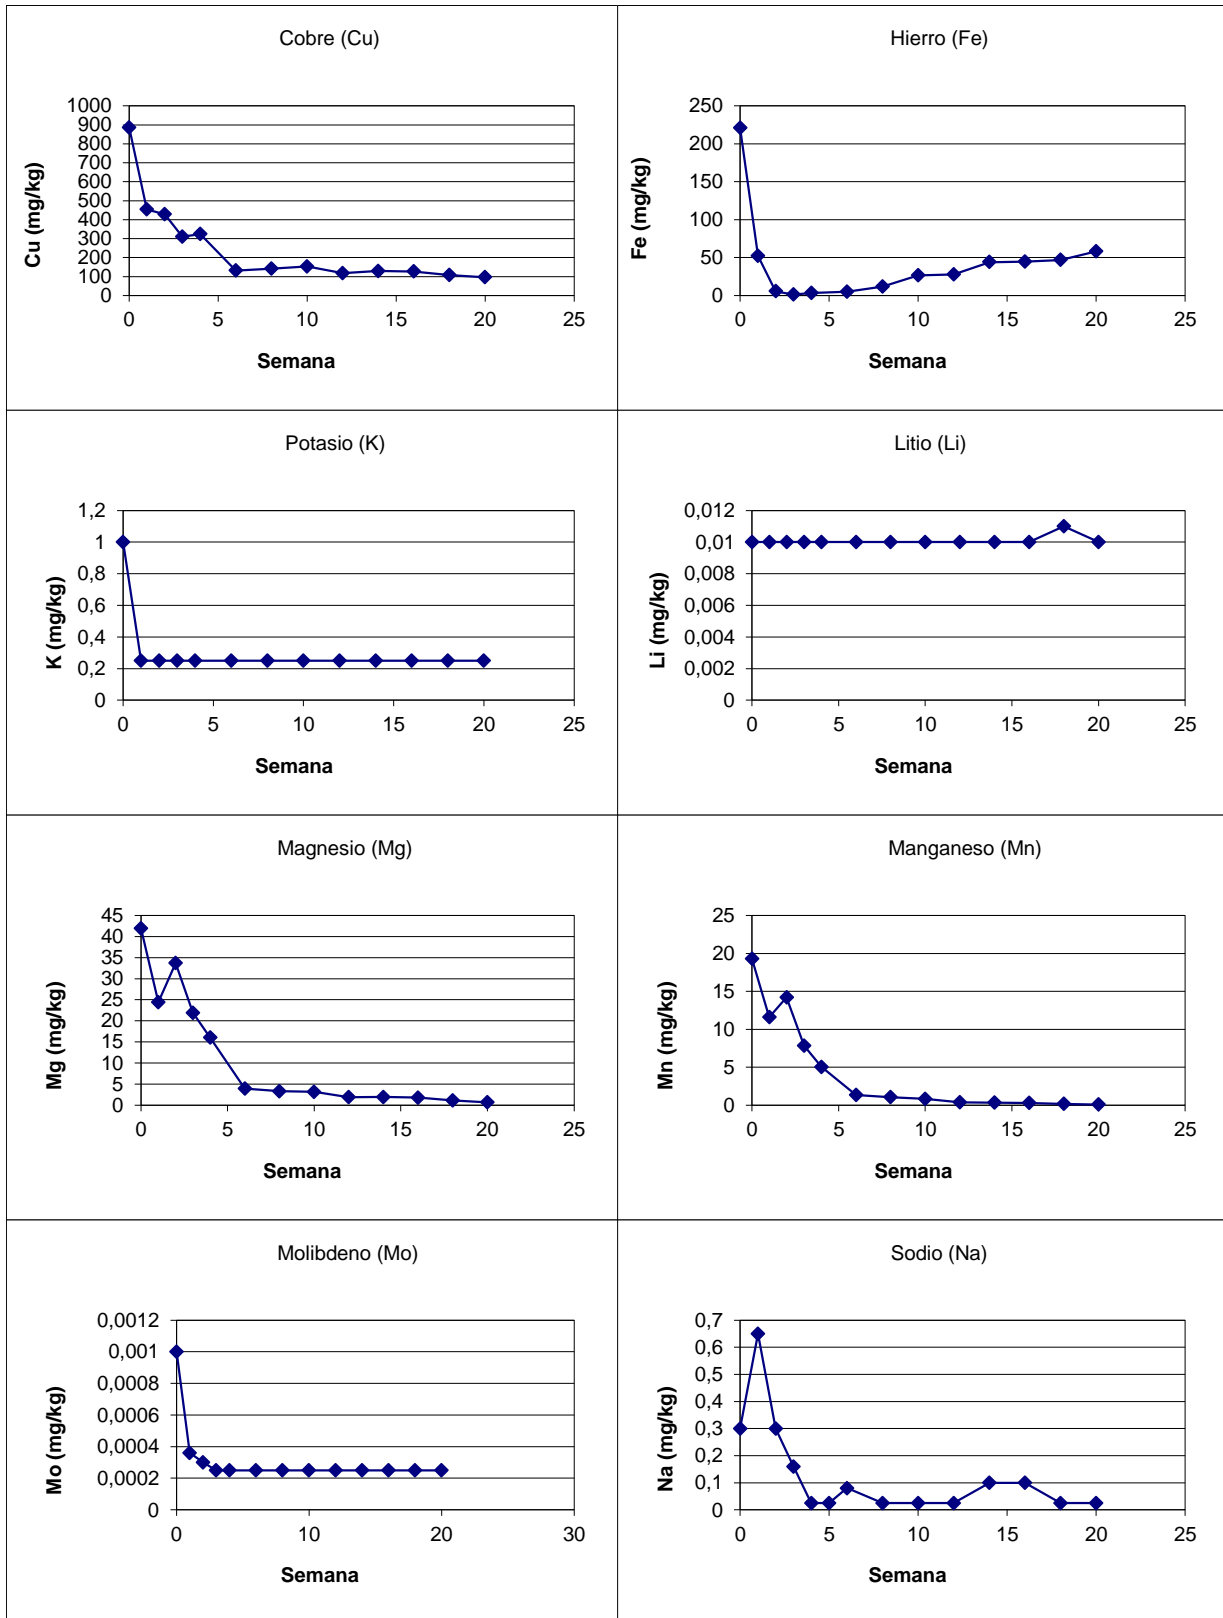 Cobre (Cu)
1000
900
800
700
600
500
400
300
200
100
0
Cu (mg/kg)
0 5 10 15 20 25
Semana
Hierro (Fe)
250
200
150
100
50
0
Fe (mg/kg)
0 5 10 15 20 25
Semana
Potasio (K)
1,2
1
0,8
0,6
0,4
0,2
0
K (mg/kg)
0 5 10 15 20 25
Semana
Litio (Li)
0,012
0,01
0,008
0,006
0,004
0,002
0
Li (mg/kg)
0 5 10 15 20 25
Semana
Magnesio (Mg)
45
40
35
30
25
20
15
10
5
0
Mg (mg/kg)
0 5 10 15 20 25
Semana
Manganeso (Mn)
25
20
15
10
5
0
Mn (mg/kg)
0 5 10 15 20 25
Semana
Molibdeno (Mo)
0,0012
0,001
0,0008
0,0006
0,0004
0,0002
0
Mo (mg/kg)
0 10 20 30
Semana
Sodio (Na)
0,7
0,6
0,5
0,4
0,3
0,2
0,1
0
Na (mg/kg)
0 5 10 15 20 25
Semana